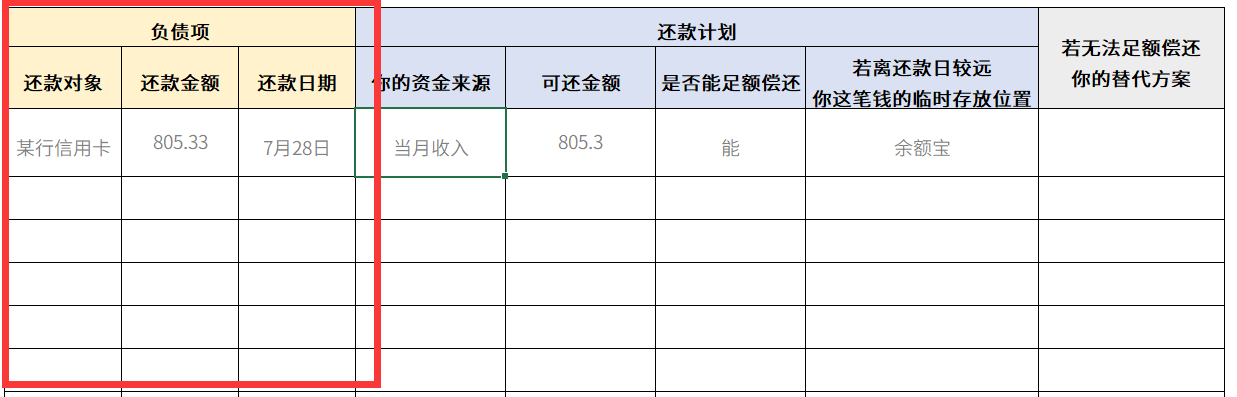 负债项
还款计划
若无法足额偿还
你的替代方案
还款对象
还款金额
还款日期
你的资金来源
可还金额
是否能足额偿还
若离还款日较远
你这笔钱的临时存放位置
某行信用卡
805.33
7月28日
当月收入
805.3
能
余额宝